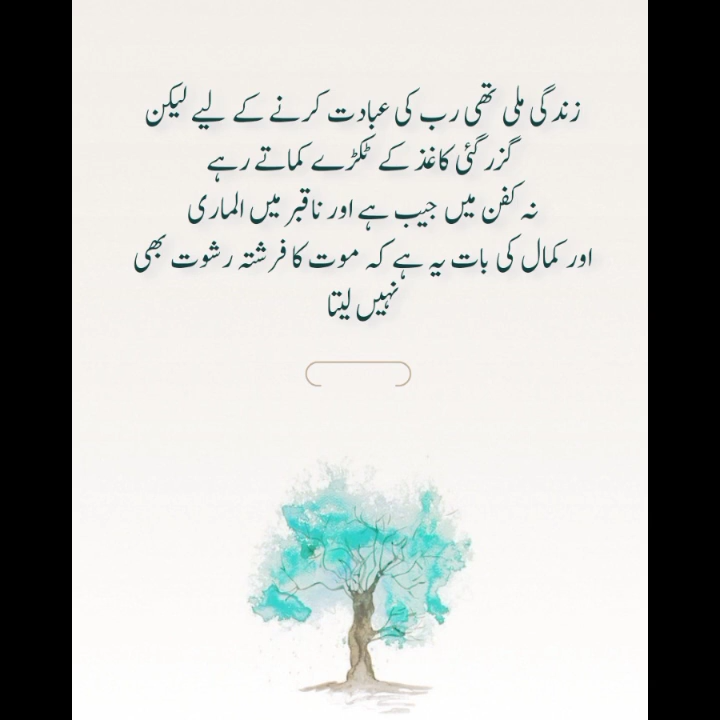 زندگی ملی تھی رب کی عبادت کرنے کے لیے لیکن
گزر گئی کاغذ کے ٹکڑے کماتے رہے
نہ کفن میں جیب ہے اور نا قبر میں الماری
اور کمال کی بات یہ ہے کہ موت کا فرشتہ رشوت بھی
نہیں لیتا